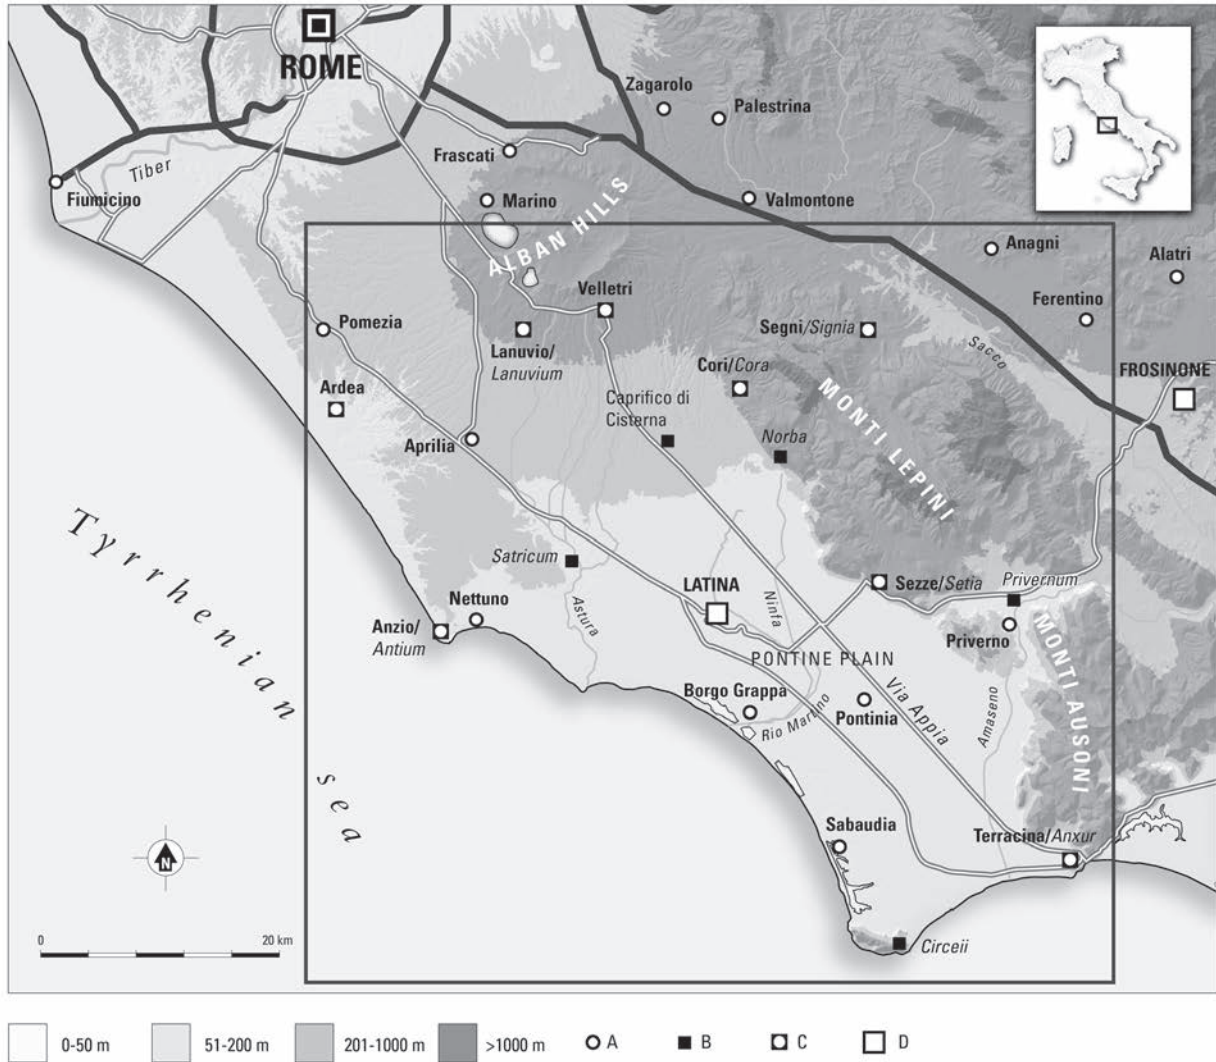 ROME
Zagarolo
Palestrina
Tiber
Frascati
Fiumicino
Marino
Valmontone
ALBAN HILLS
Anagni
Alatri
Velletri
Ferentino
Pomezia
Segni/Signia
Lanuvio/
Lanuvium
Sacco
Cori/Cora
FROSINONE
Ardea
Caprifico di
Cisterna
MONTI LEPINI
Aprilia
Norba
Tyrrhenian
sea
Satricum
LATINA
Sezze/Setia
Privernum
Nettuno
Astura
Ninfa
Anzio/
Antium
Priverno
MONTI AUSONI
PONTINE PLAIN
Borgo Grappa
Rio Martino
Pontinia
Via Appia
Amaseno
Sabaudia
Terracina/Anxur
N
0 20 km
Circeii
0-50 m 51-200 m 201-1000 m >1000 m A B C D